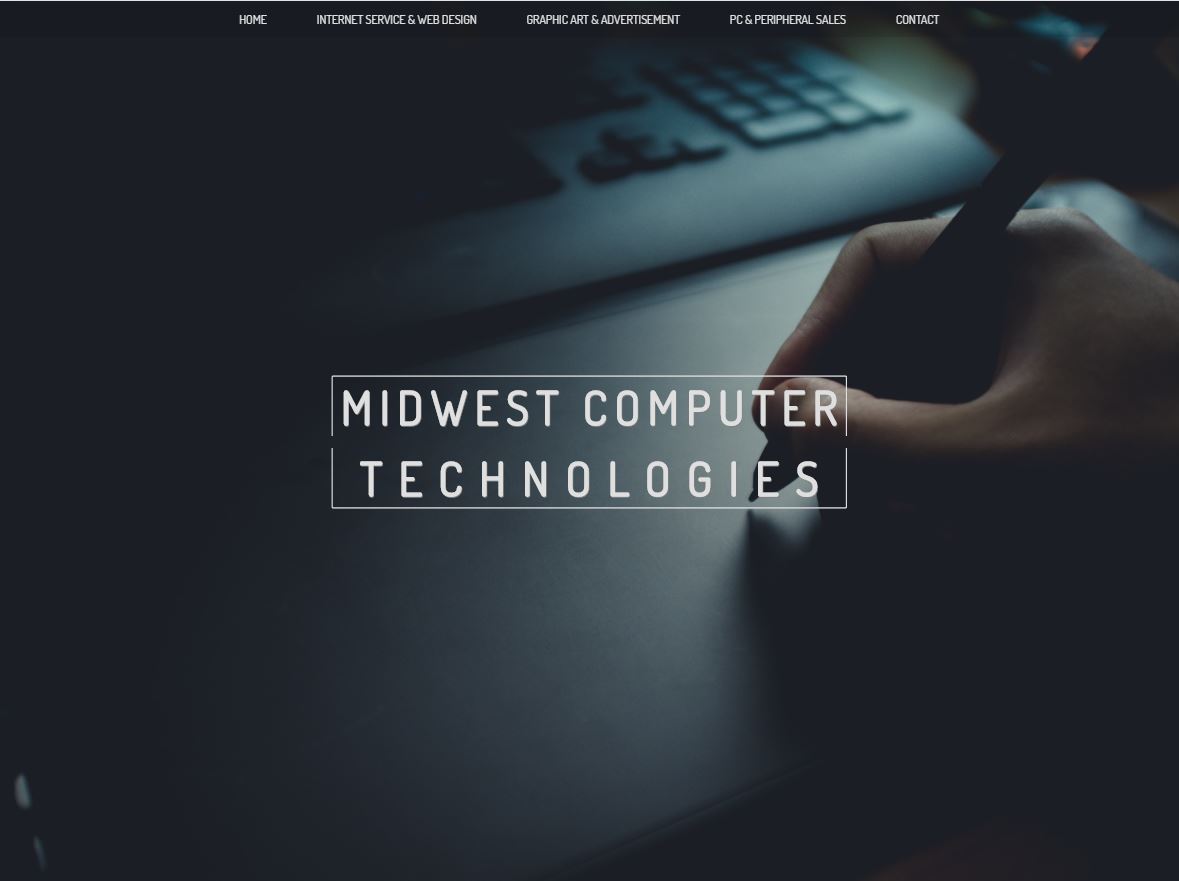 HOME INTERNET SERVICE & WEB DESIGN GRAPHIC ART & ADVERTISEMENT PC & PERIPHERAL SALES CONTACT
MIDWEST COMPUTER
TECHNOLOGIES